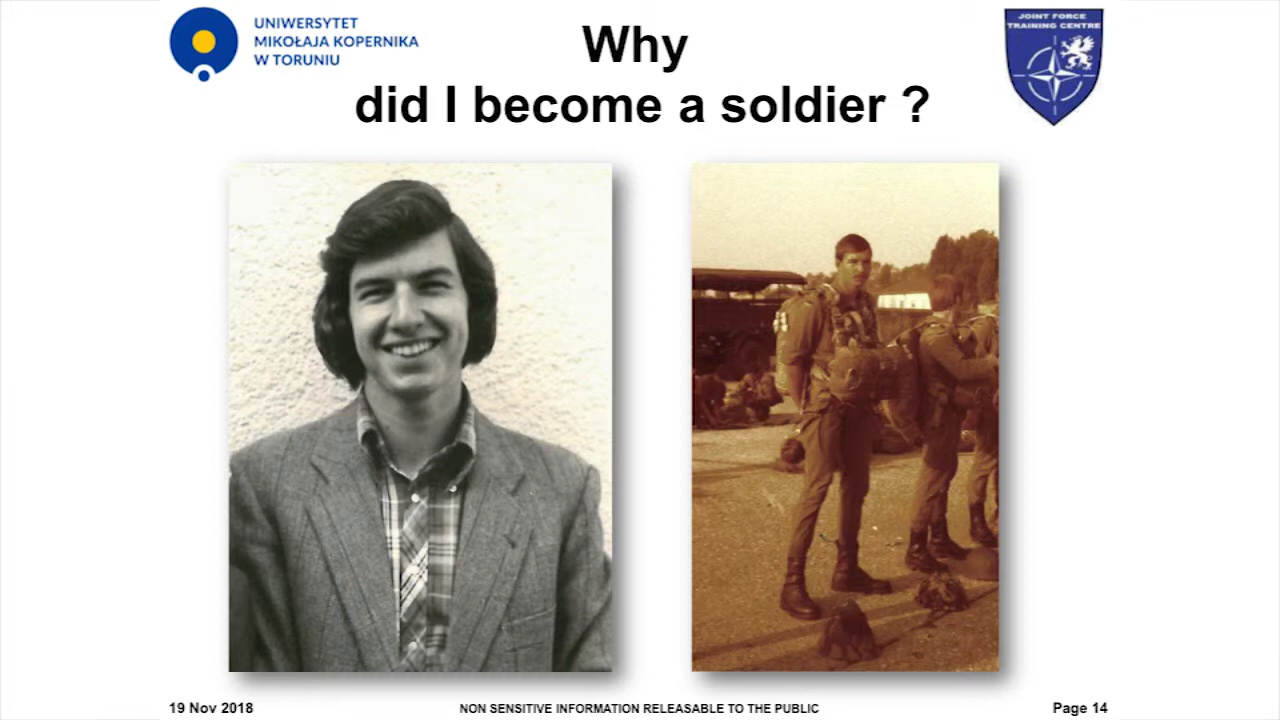 UNIWERSYTET
MIKOŁAJA KOPERNIKA
W TORUNIU
Why
did I become a soldier ?
JOINT FORCE
TRAINING CENTRE
19 Nov 2018
NON SENSITIVE INFORMATION RELEASABLE TO THE PUBLIC
Page 14